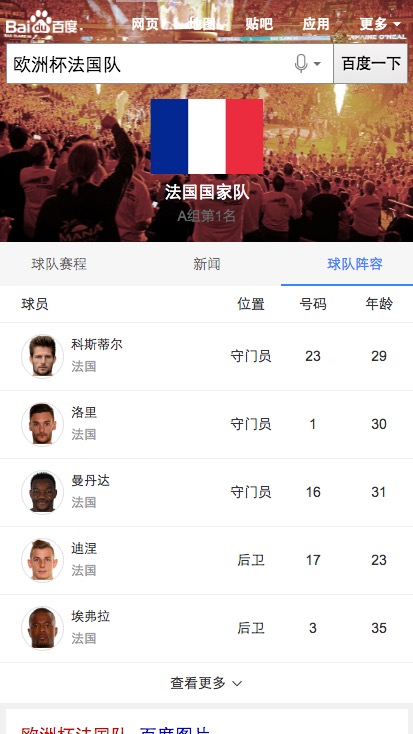 Bai百度 网页 地图 贴吧 应用 更多
欧洲杯法国队 百度一下
法国国家队
A组第1名
球队赛程 新闻 球队阵容
球员 位置 号码 年龄
科斯蒂尔
法国
守门员 23 29
洛里
法国
守门员 1 30
曼丹达
法国
守门员 16 31
迪涅
法国
后卫 17 23
埃弗拉
法国
后卫 3 35
查看更多
欧洲杯法国队_百度图片